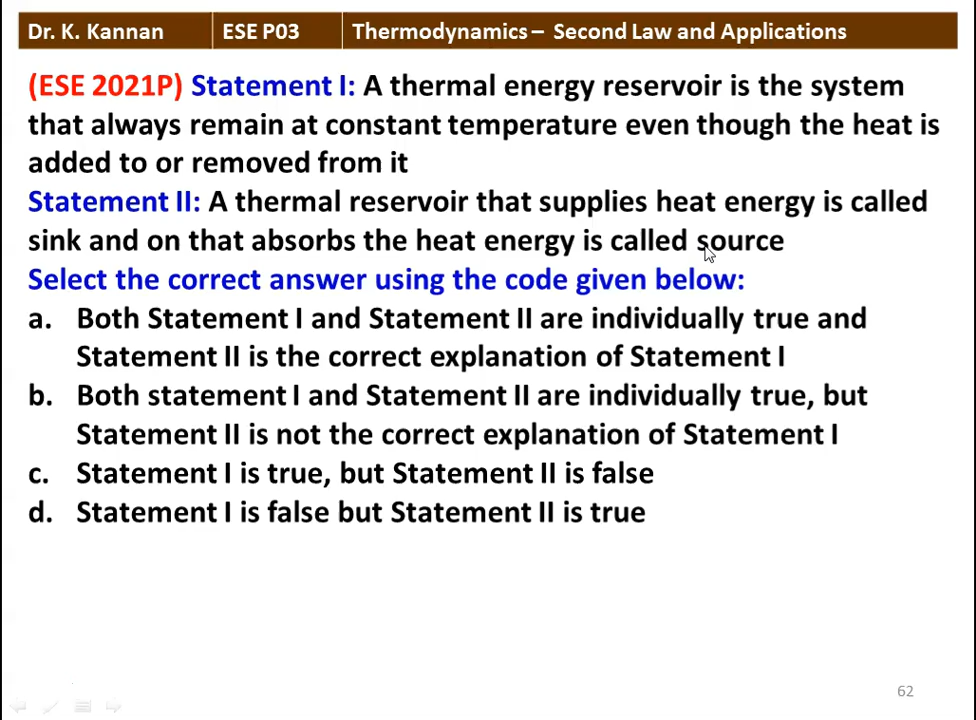 Dr. K. Kannan ESE P03 Thermodynamics – Second Law and Applications
(ESE 2021P) Statement I: A thermal energy reservoir is the system
that always remain at constant temperature even though the heat is
added to or removed from it
Statement II: A thermal reservoir that supplies heat energy is called
sink and on that absorbs the heat energy is called source
Select the correct answer using the code given below:
a. Both Statement I and Statement II are individually true and
Statement II is the correct explanation of Statement I
b. Both statement I and Statement II are individually true, but
Statement II is not the correct explanation of Statement I
c. Statement I is true, but Statement II is false
d. Statement I is false but Statement II is true
62